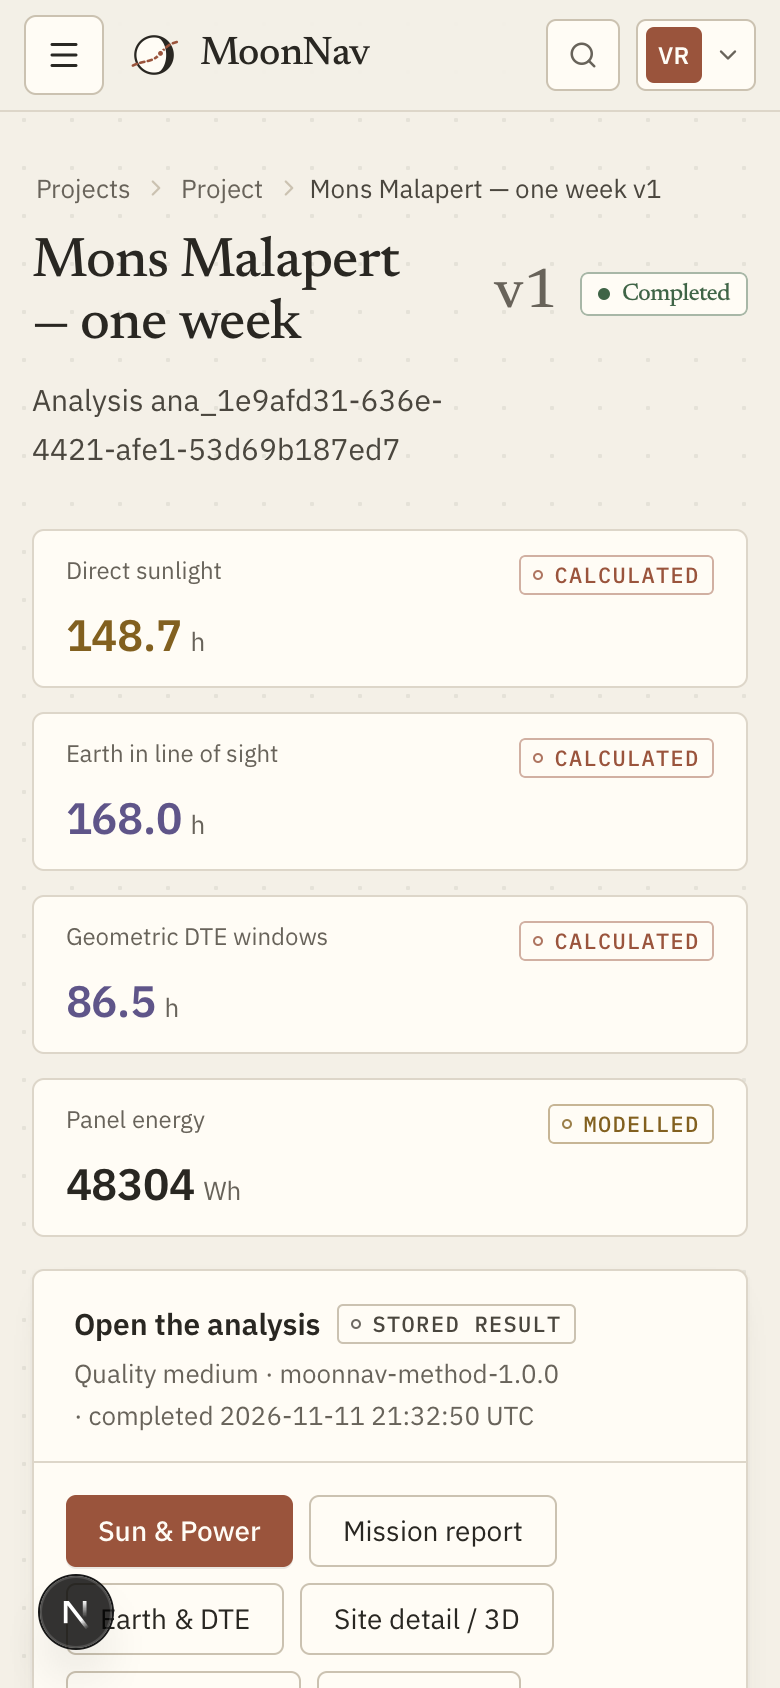 MoonNav
VR
Projects > Project > Mons Malapert — one week v1
Mons Malapert
— one week
v1
Completed
Analysis ana_1e9afd31-636e-
4421-afe1-53d69b187ed7
Direct sunlight
CALCULATED
148.7 h
Earth in line of sight
CALCULATED
168.0 h
Geometric DTE windows
CALCULATED
86.5 h
Panel energy
MODELLED
48304 Wh
Open the analysis
STORED RESULT
Quality medium · moonnav-method-1.0.0
· completed 2026-11-11 21:32:50 UTC
Sun & Power
Mission report
N
Earth & DTE
Site detail / 3D